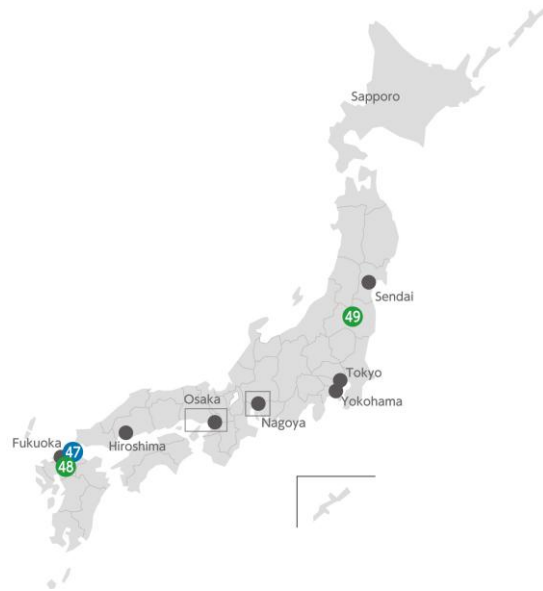 Sapporo
Sendai
49
Tokyo
Yokohama
Osaka
Nagoya
Fukuoka
47
Hiroshima
48